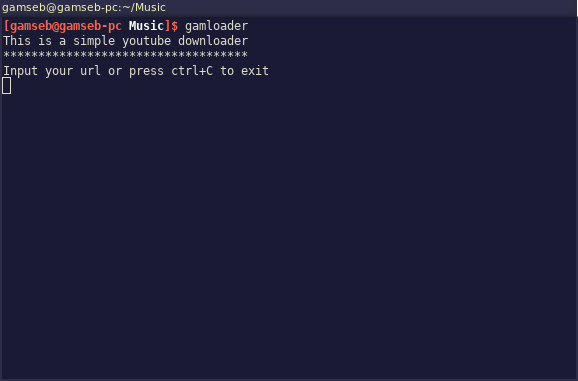 gamseb@gamseb-pc:~/Music
[gamseb@gamseb-pc Music]$ gamloader
This is a simple youtube downloader
***********************************
Input your url or press ctrl+C to exit